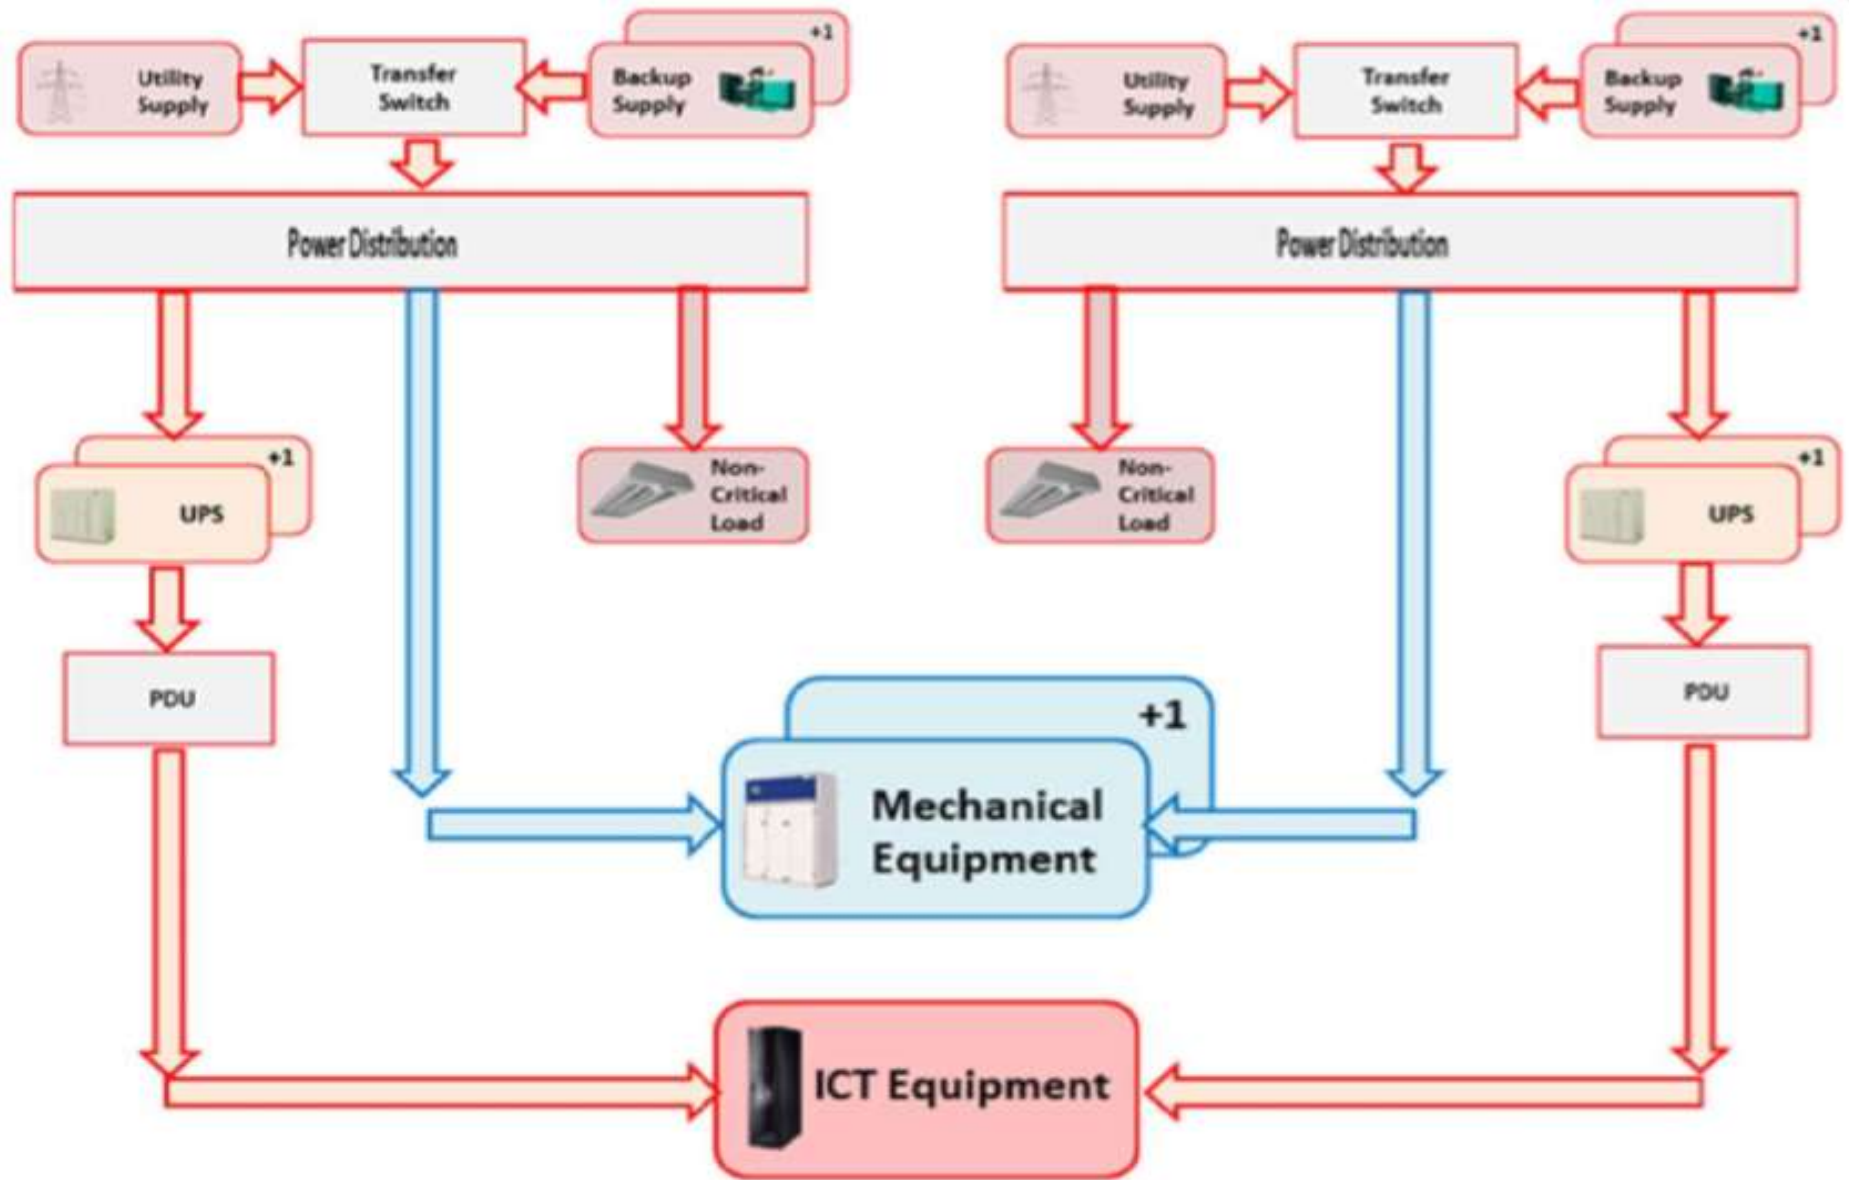 +1
Utility
Supply
Transfer
Switch
Backup
Supply
+1
Utility
Supply
Transfer
Switch
Backup
Supply
Power Distribution
Power Distribution
+1
UPS
Non-
Critical
Load
Non-
Critical
Load
+1
UPS
PDU
PDU
+1
Mechanical
Equipment
ICT Equipment